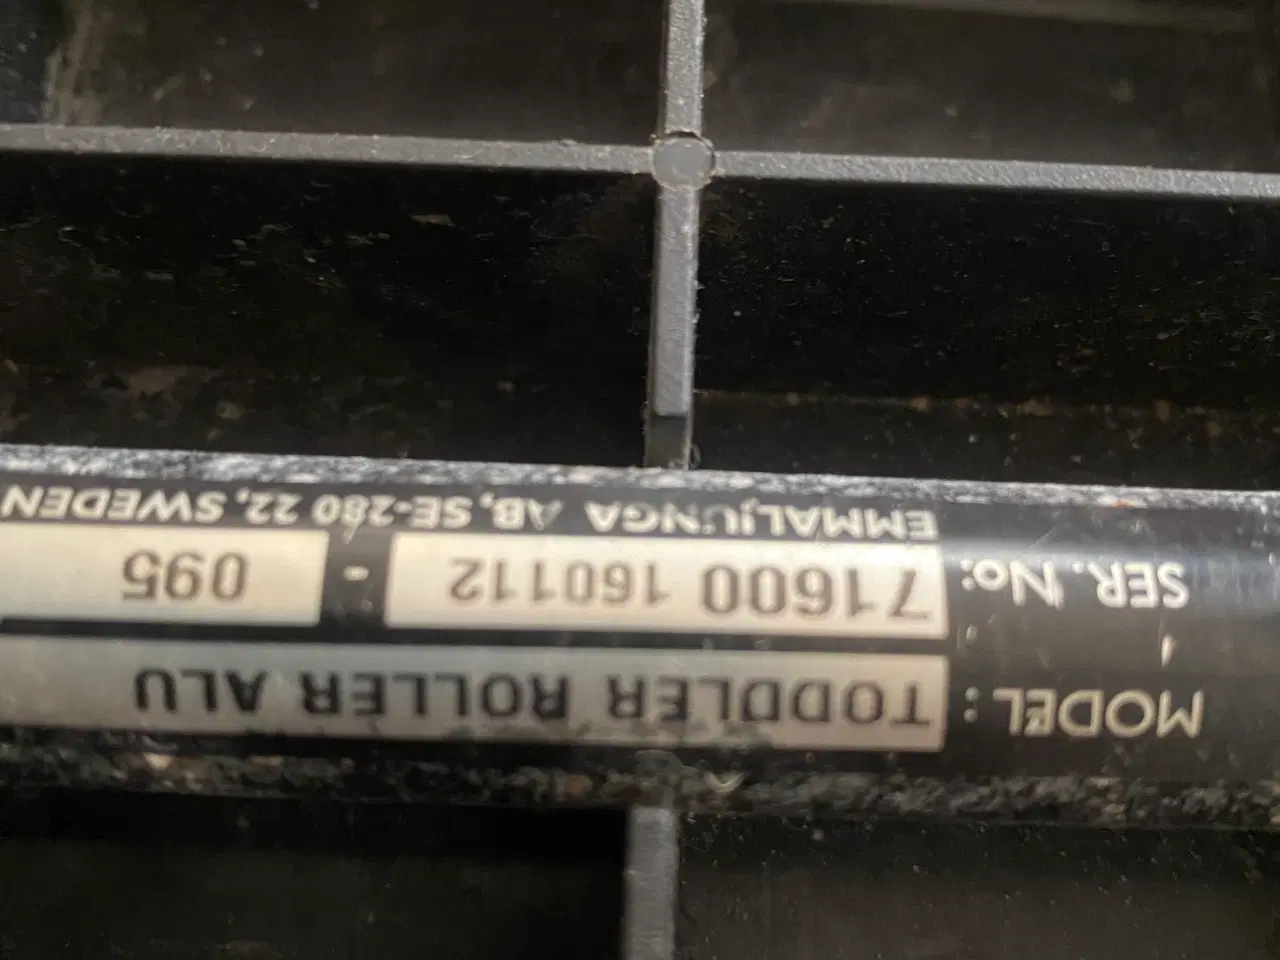 MODEL: TODDLER ROLLER ALU
SER. No: 71600 160112 - 095
EMMALJUNGA AB, SE-280 22, SWEDEN